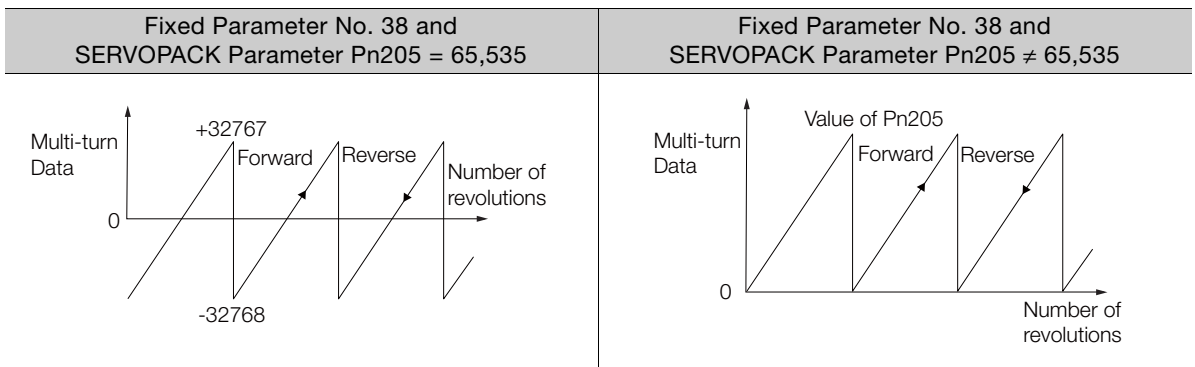 Fixed Parameter No. 38 and
SERVOPACK Parameter Pn205 = 65,535
Fixed Parameter No. 38 and
SERVOPACK Parameter Pn205 ≠ 65,535
Multi-turn
Data
+32767
Forward
Reverse
Number of
revolutions
0
-32768
Multi-turn
Data
Value of Pn205
Forward
Reverse
0
Number of
revolutions